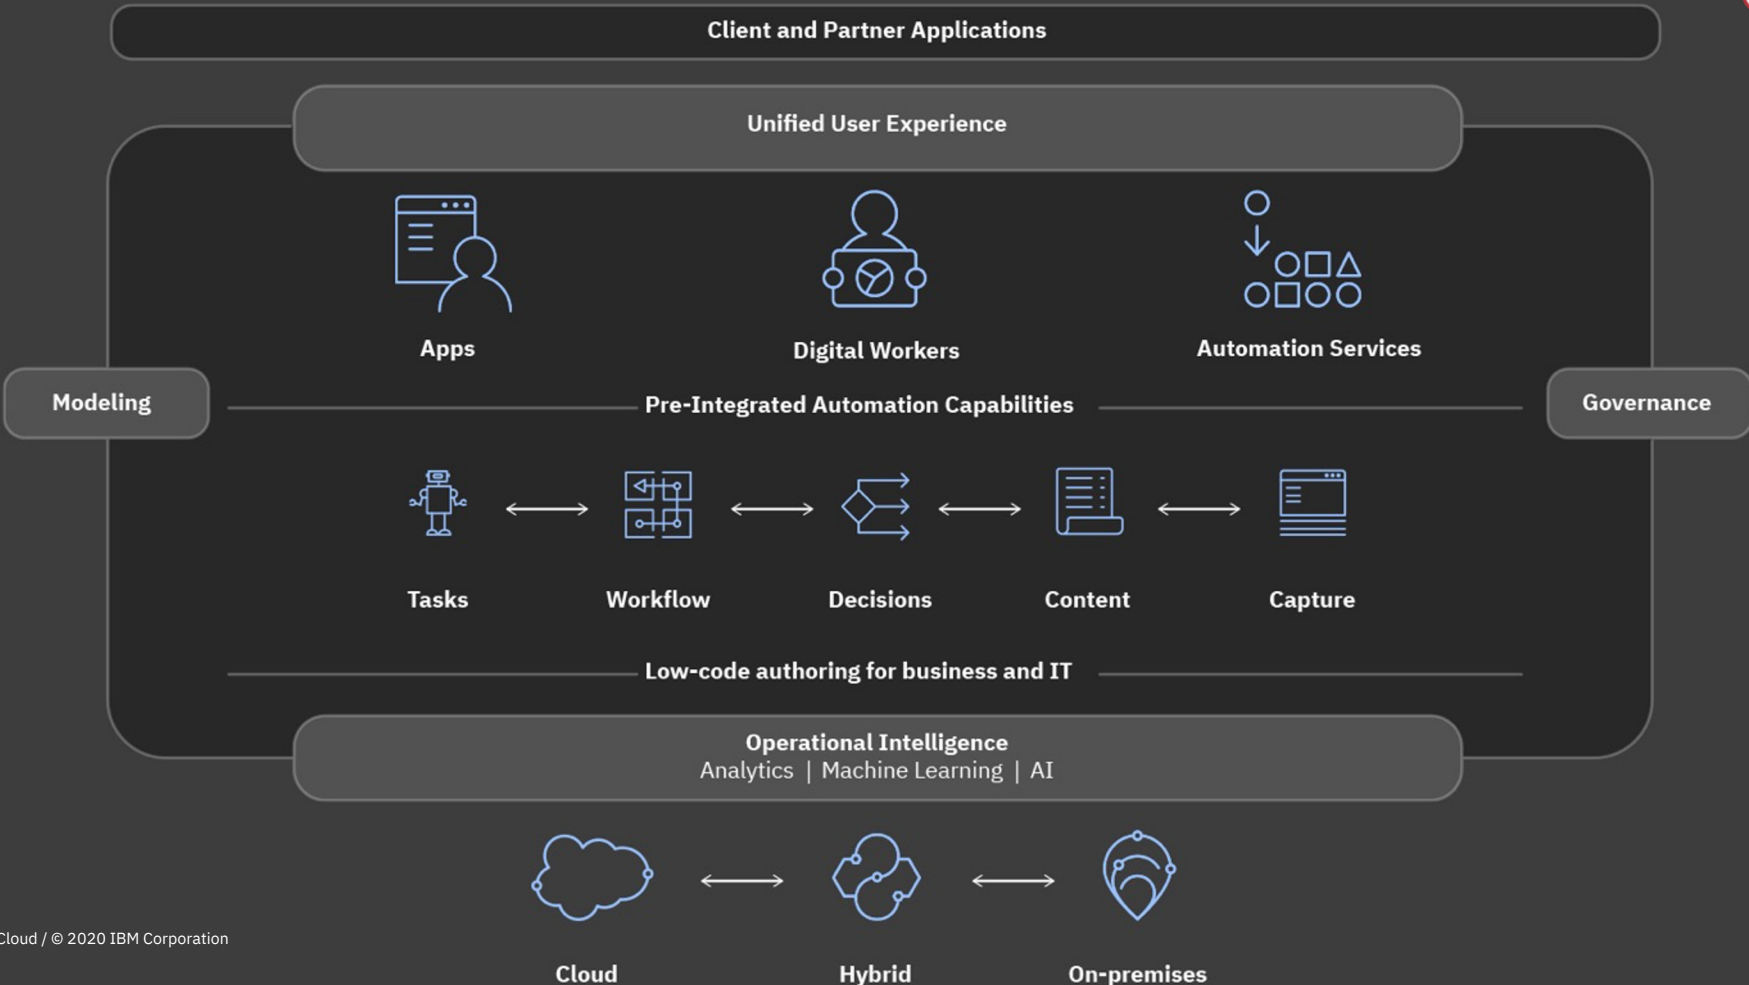 Client and Partner Applications
Unified User Experience
Apps
Digital Workers
Automation Services
Modeling
Pre-Integrated Automation Capabilities
Governance
Tasks
Workflow
Decisions
Content
Capture
Low-code authoring for business and IT
Operational Intelligence
Analytics | Machine Learning | AI
Cloud / © 2020 IBM Corporation
Cloud
Hybrid
On-premises